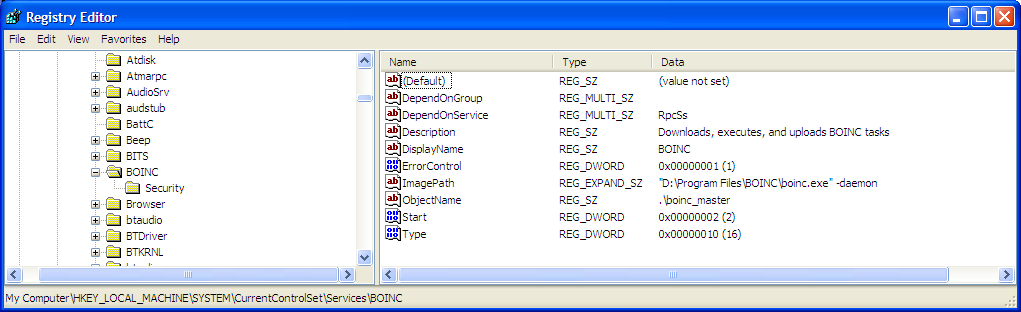 Registry Editor
File Edit View Favorites Help
Atdisk
Atmarpc
AudioSrv
audstub
BattC
Beep
BITS
BOINC
Security
Browser
btaudio
BTDriver
BTKRNL
Name Type Data
(Default) REG_SZ (value not set)
DependOnGroup REG_MULTI_SZ
DependOnService REG_MULTI_SZ RpcSs
Description REG_SZ Downloads, executes, and uploads BOINC tasks
DisplayName REG_SZ BOINC
ErrorControl REG_DWORD 0x00000001 (1)
ImagePath REG_EXPAND_SZ "D:\Program Files\BOINC\boinc.exe" -daemon
ObjectName REG_SZ .\boinc_master
Start REG_DWORD 0x00000002 (2)
Type REG_DWORD 0x00000010 (16)
My Computer\HKEY_LOCAL_MACHINE\SYSTEM\CurrentControlSet\Services\BOINC